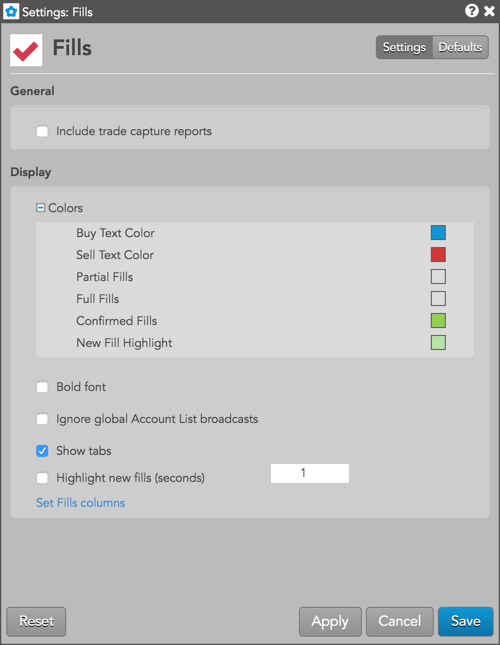 Settings: Fills
Fills
Settings Defaults
General
Include trade capture reports
Display
Colors
Buy Text Color
Sell Text Color
Partial Fills
Full Fills
Confirmed Fills
New Fill Highlight
Bold font
Ignore global Account List broadcasts
Show tabs
Highlight new fills (seconds) 1
Set Fills columns
Reset Apply Cancel Save